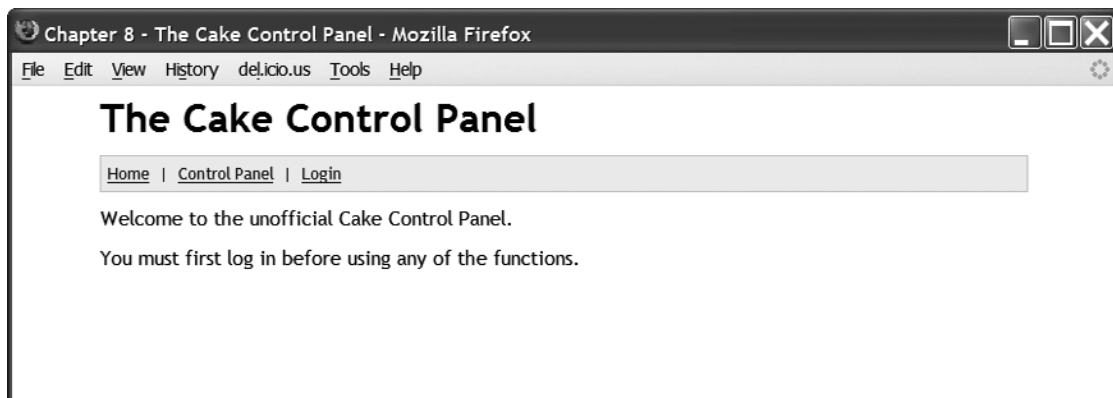 Chapter 8 - The Cake Control Panel - Mozilla Firefox
File Edit View History del.icio.us Tools Help
The Cake Control Panel
Home | Control Panel | Login
Welcome to the unofficial Cake Control Panel.
You must first log in before using any of the functions.